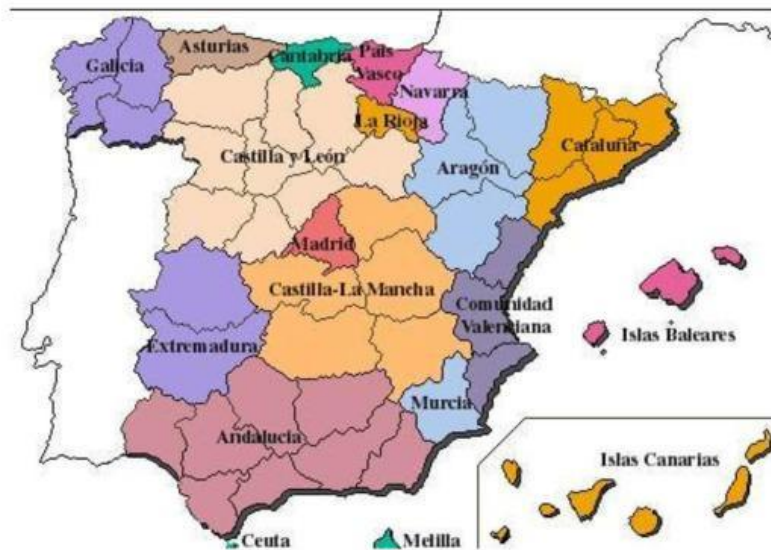 Asturias
Cantabria
País
Vasco
Galicia
Navarra
La Rioja
Cataluña
Castilla y León
Aragón
Madrid
Castilla-La Mancha
Comunidad
Valenciana
Islas Baleares
Extremadura
Murcia
Andalucia
Islas Canarias
Ceuta
Melilla